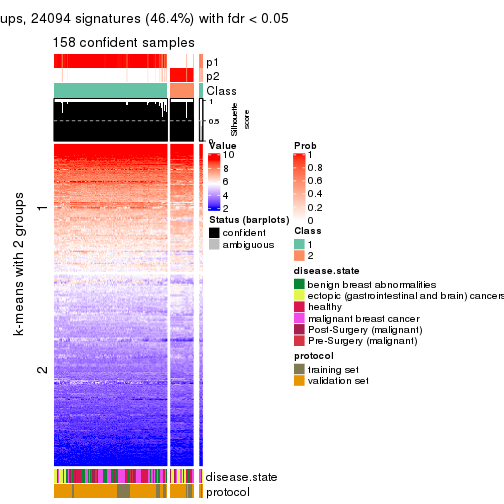 ups, 24094 signatures (46.4%) with fdr < 0.05
158 confident samples
p1
p2
Class
1
0.5
0
Silhouette
score
k-means with 2 groups
1
2
Value
10
8
6
4
2
Status (barplots)
confident
ambiguous
Prob
1
0.8
0.6
0.4
0.2
0
Class
1
2
disease.state
benign breast abnormalities
ectopic (gastrointestinal and brain) cancers
healthy
malignant breast cancer
Post-Surgery (malignant)
Pre-Surgery (malignant)
protocol
training set
validation set
disease.state
protocol